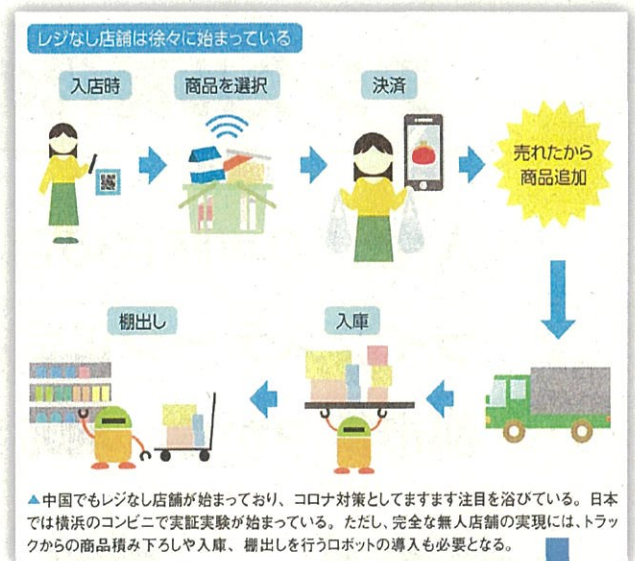 レジなし店舗は徐々に始まっている
入店時
商品を選択
決済
売れたから
商品追加
棚出し
入庫
▲中国でもレジなし店舗が始まっており、コロナ対策としてますます注目を浴びている。日本
では横浜のコンビニで実証実験が始まっている。ただし、完全な無人店舗の実現には、トラッ
クからの商品積み下ろしや入庫、棚出しを行うロボットの導入も必要となる。